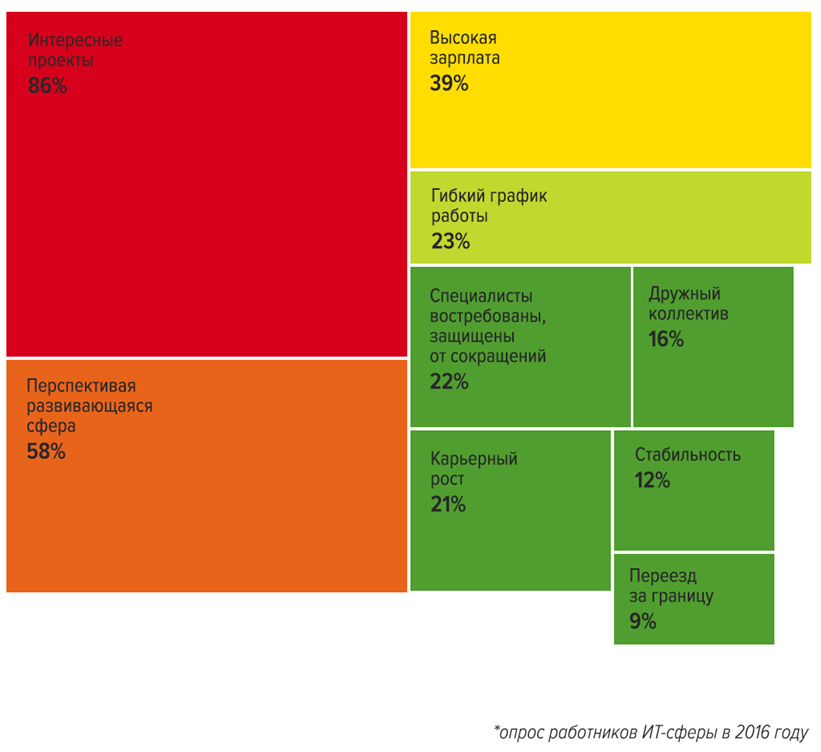 Интересные
проекты
86%
Перспективая
развивающаяся
сфера
58%
Высокая
зарплата
39%
Гибкий график
работы
23%
Специалисты
востребованы,
защищены
от сокращений
22%
Дружный
коллектив
16%
Карьерный
рост
21%
Стабильность
12%
Переезд
за границу
9%
*опрос работников ИТ-сферы в 2016 году